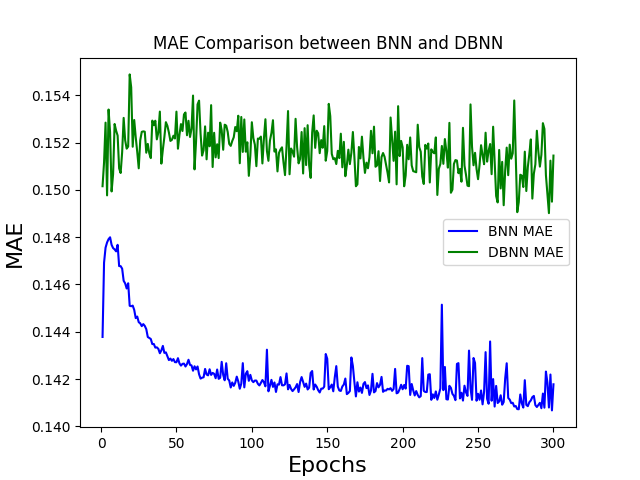 MAE Comparison between BNN and DBNN
0.154
0.152
0.150
0.148
0.146
0.144
0.142
0.140
MAE
BNN MAE
DBNN MAE
0 50 100 150 200 250 300
Epochs